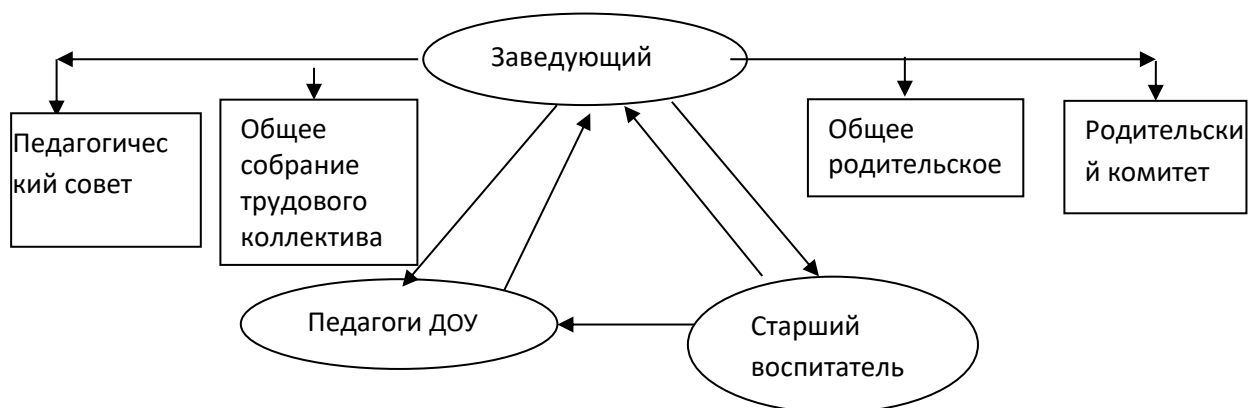 Заведующий
Педагогичес
кий совет
Общее
собрание
трудового
коллектива
Общее
родительское
Родительски
й комитет
Педагоги ДОУ
Старший
воспитатель